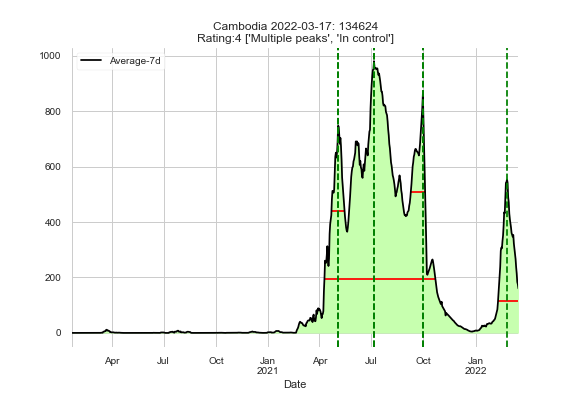 Cambodia 2022-03-17: 134624
Rating:4 ['Multiple peaks', 'In control']
Average-7d
1000
800
600
400
200
0
Apr Jul Oct Jan Apr Jul Oct Jan
2021 2022
Date